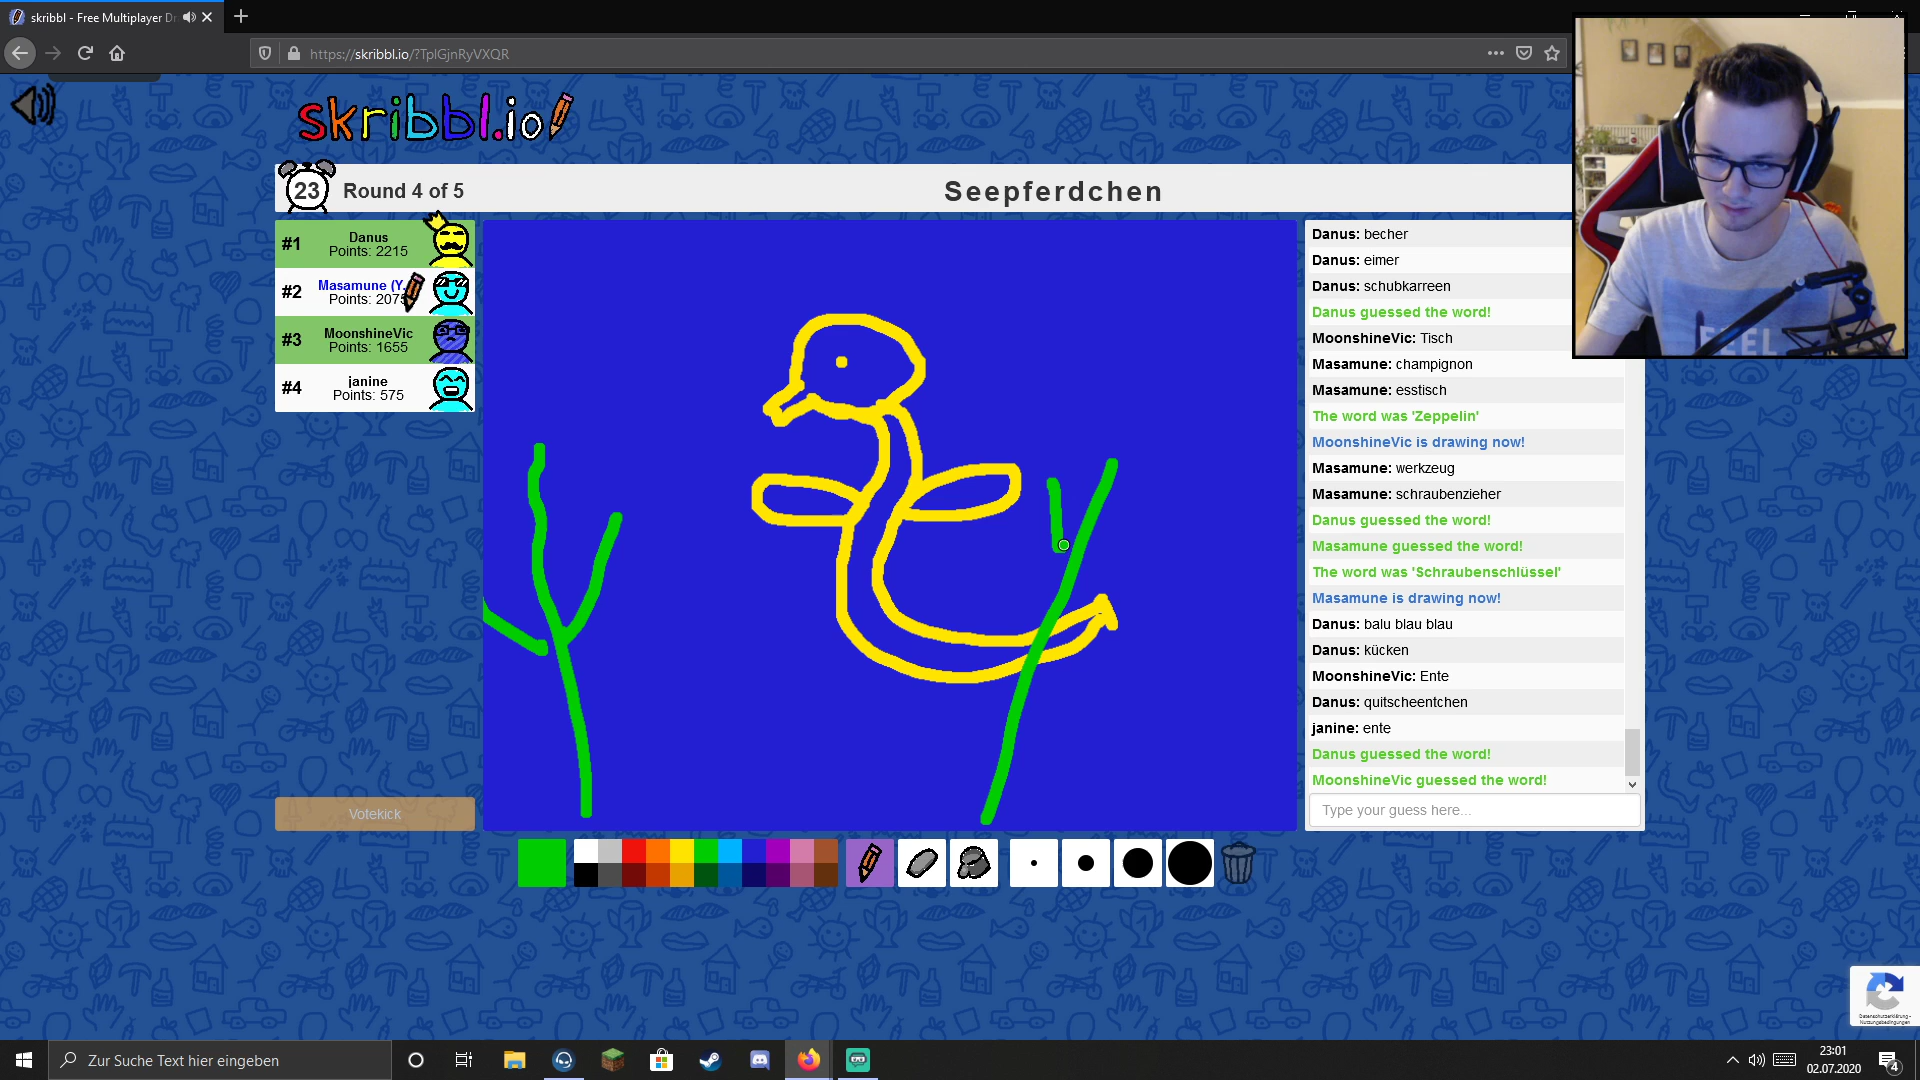 skribbl - Free Multiplayer Dr
https://skribbl.io/?TplGjnRyVXQR
skribbl.io
23
Round 4 of 5
Seepferdchen
#1
Danus
Points: 2215
#2
Masamune (Y.
Points: 2075
#3
MoonshineVic
Points: 1655
#4
janine
Points: 575
Votekick
Danus: becher
Danus: eimer
Danus: schubkarreen
Danus guessed the word!
MoonshineVic: Tisch
Masamune: champignon
Masamune: esstisch
The word was 'Zeppelin'
MoonshineVic is drawing now!
Masamune: werkzeug
Masamune: schraubenzieher
Danus guessed the word!
Masamune guessed the word!
The word was 'Schraubenschlüssel'
Masamune is drawing now!
Danus: balu blau blau
Danus: kücken
MoonshineVic: Ente
Danus: quitscheentchen
janine: ente
Danus guessed the word!
MoonshineVic guessed the word!
Type your guess here...
FEEL
Datenschutzerklärung -
Nutzungsbedingungen
Zur Suche Text hier eingeben
23:01
02.07.2020
4